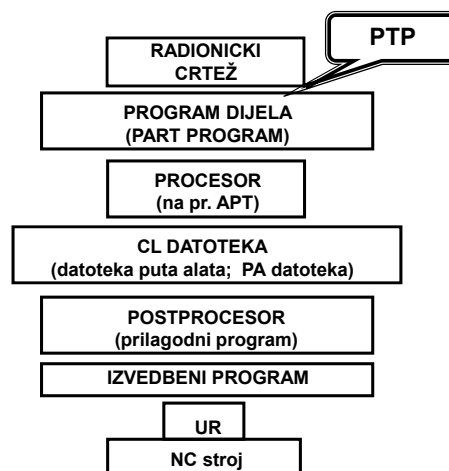 PTP
RADIONICKI
CRTEŽ
PROGRAM DIJELA
(PART PROGRAM)
PROCESOR
(na pr. APT)
CL DATOTEKA
(datoteka puta alata; PA datoteka)
POSTPROCESOR
(prilagodni program)
IZVEDBENI PROGRAM
UR
NC stroj